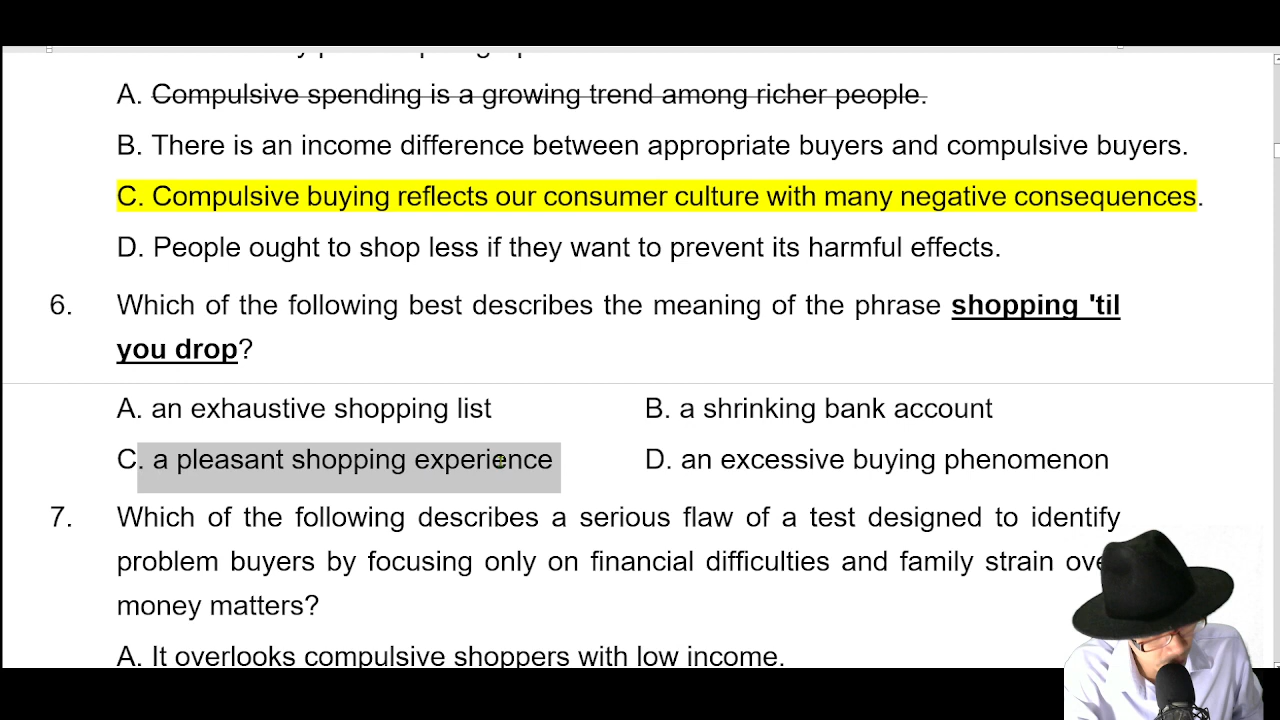 A. Compulsive spending is a growing trend among richer people.
B. There is an income difference between appropriate buyers and compulsive buyers.
C. Compulsive buying reflects our consumer culture with many negative consequences.
D. People ought to shop less if they want to prevent its harmful effects.
6. Which of the following best describes the meaning of the phrase shopping 'til
you drop?
A. an exhaustive shopping list B. a shrinking bank account
C. a pleasant shopping experience D. an excessive buying phenomenon
7. Which of the following describes a serious flaw of a test designed to identify
problem buyers by focusing only on financial difficulties and family strain
money matters?
A. It overlooks compulsive shoppers with low income.